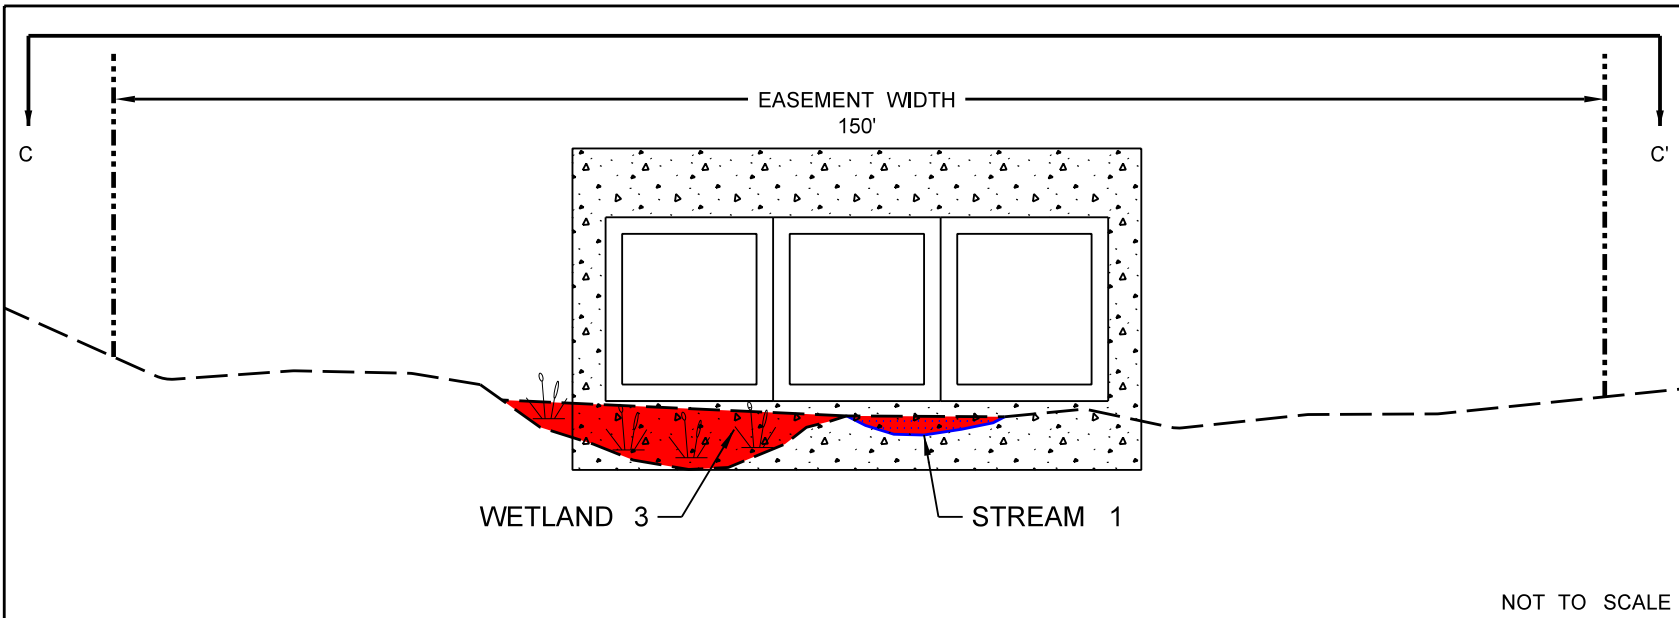 EASEMENT WIDTH
150'
C
C'
WETLAND 3
STREAM 1
NOT TO SCALE